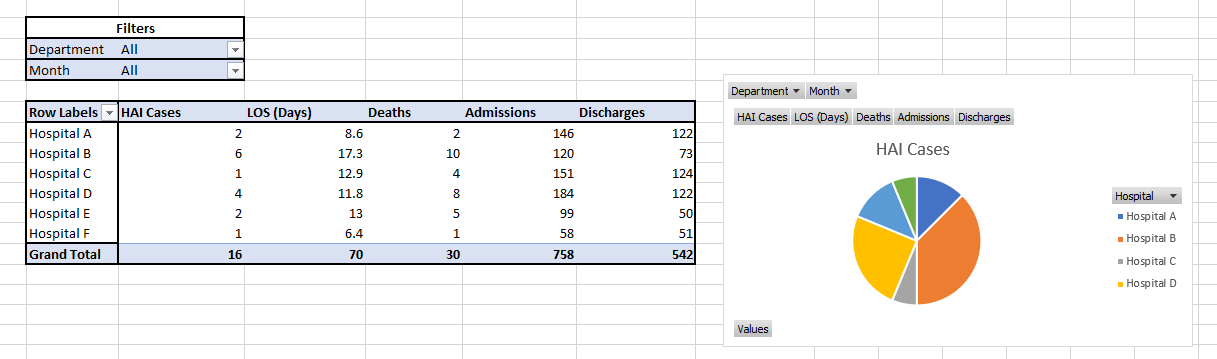 Filters
Department All
Month All
Row Labels HAI Cases LOS (Days) Deaths Admissions Discharges
Hospital A 2 8.6 2 146 122
Hospital B 6 17.3 10 120 73
Hospital C 1 12.9 4 151 124
Hospital D 4 11.8 8 184 122
Hospital E 2 13 5 99 50
Hospital F 1 6.4 1 58 51
Grand Total 16 70 30 758 542
Department Month
HAI Cases LOS (Days) Deaths Admissions Discharges
HAI Cases
Hospital
Hospital A
Hospital B
Hospital C
Hospital D
Values